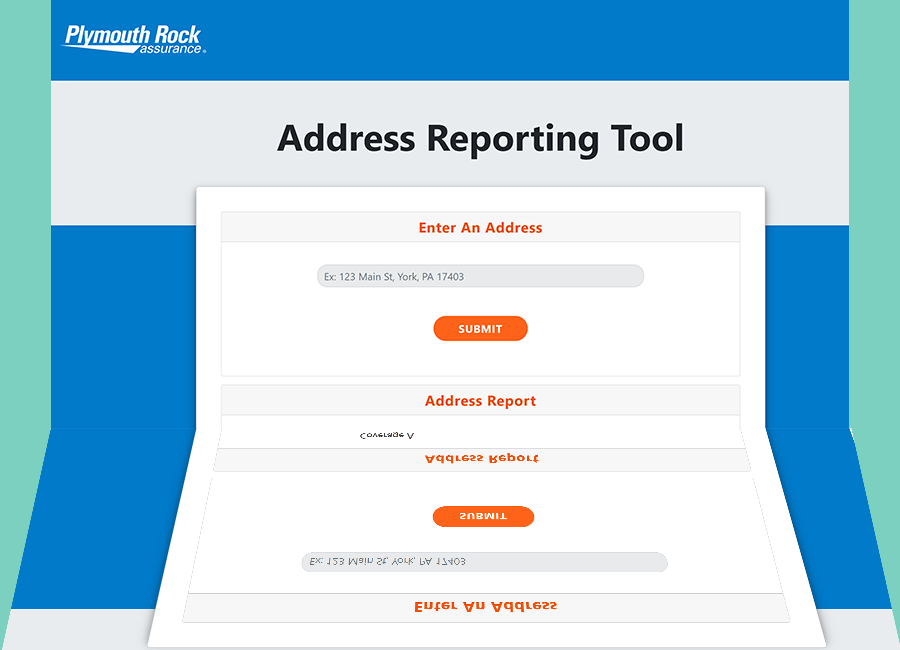 Plymouth Rock
assurance
Address Reporting Tool
Enter An Address
Ex: 123 Main St, York, PA 17403
SUBMIT
Address Report
Coverage A
Address Report
SUBMIT
Ex: 123 Main St, York, PA 17403
Enter An Address